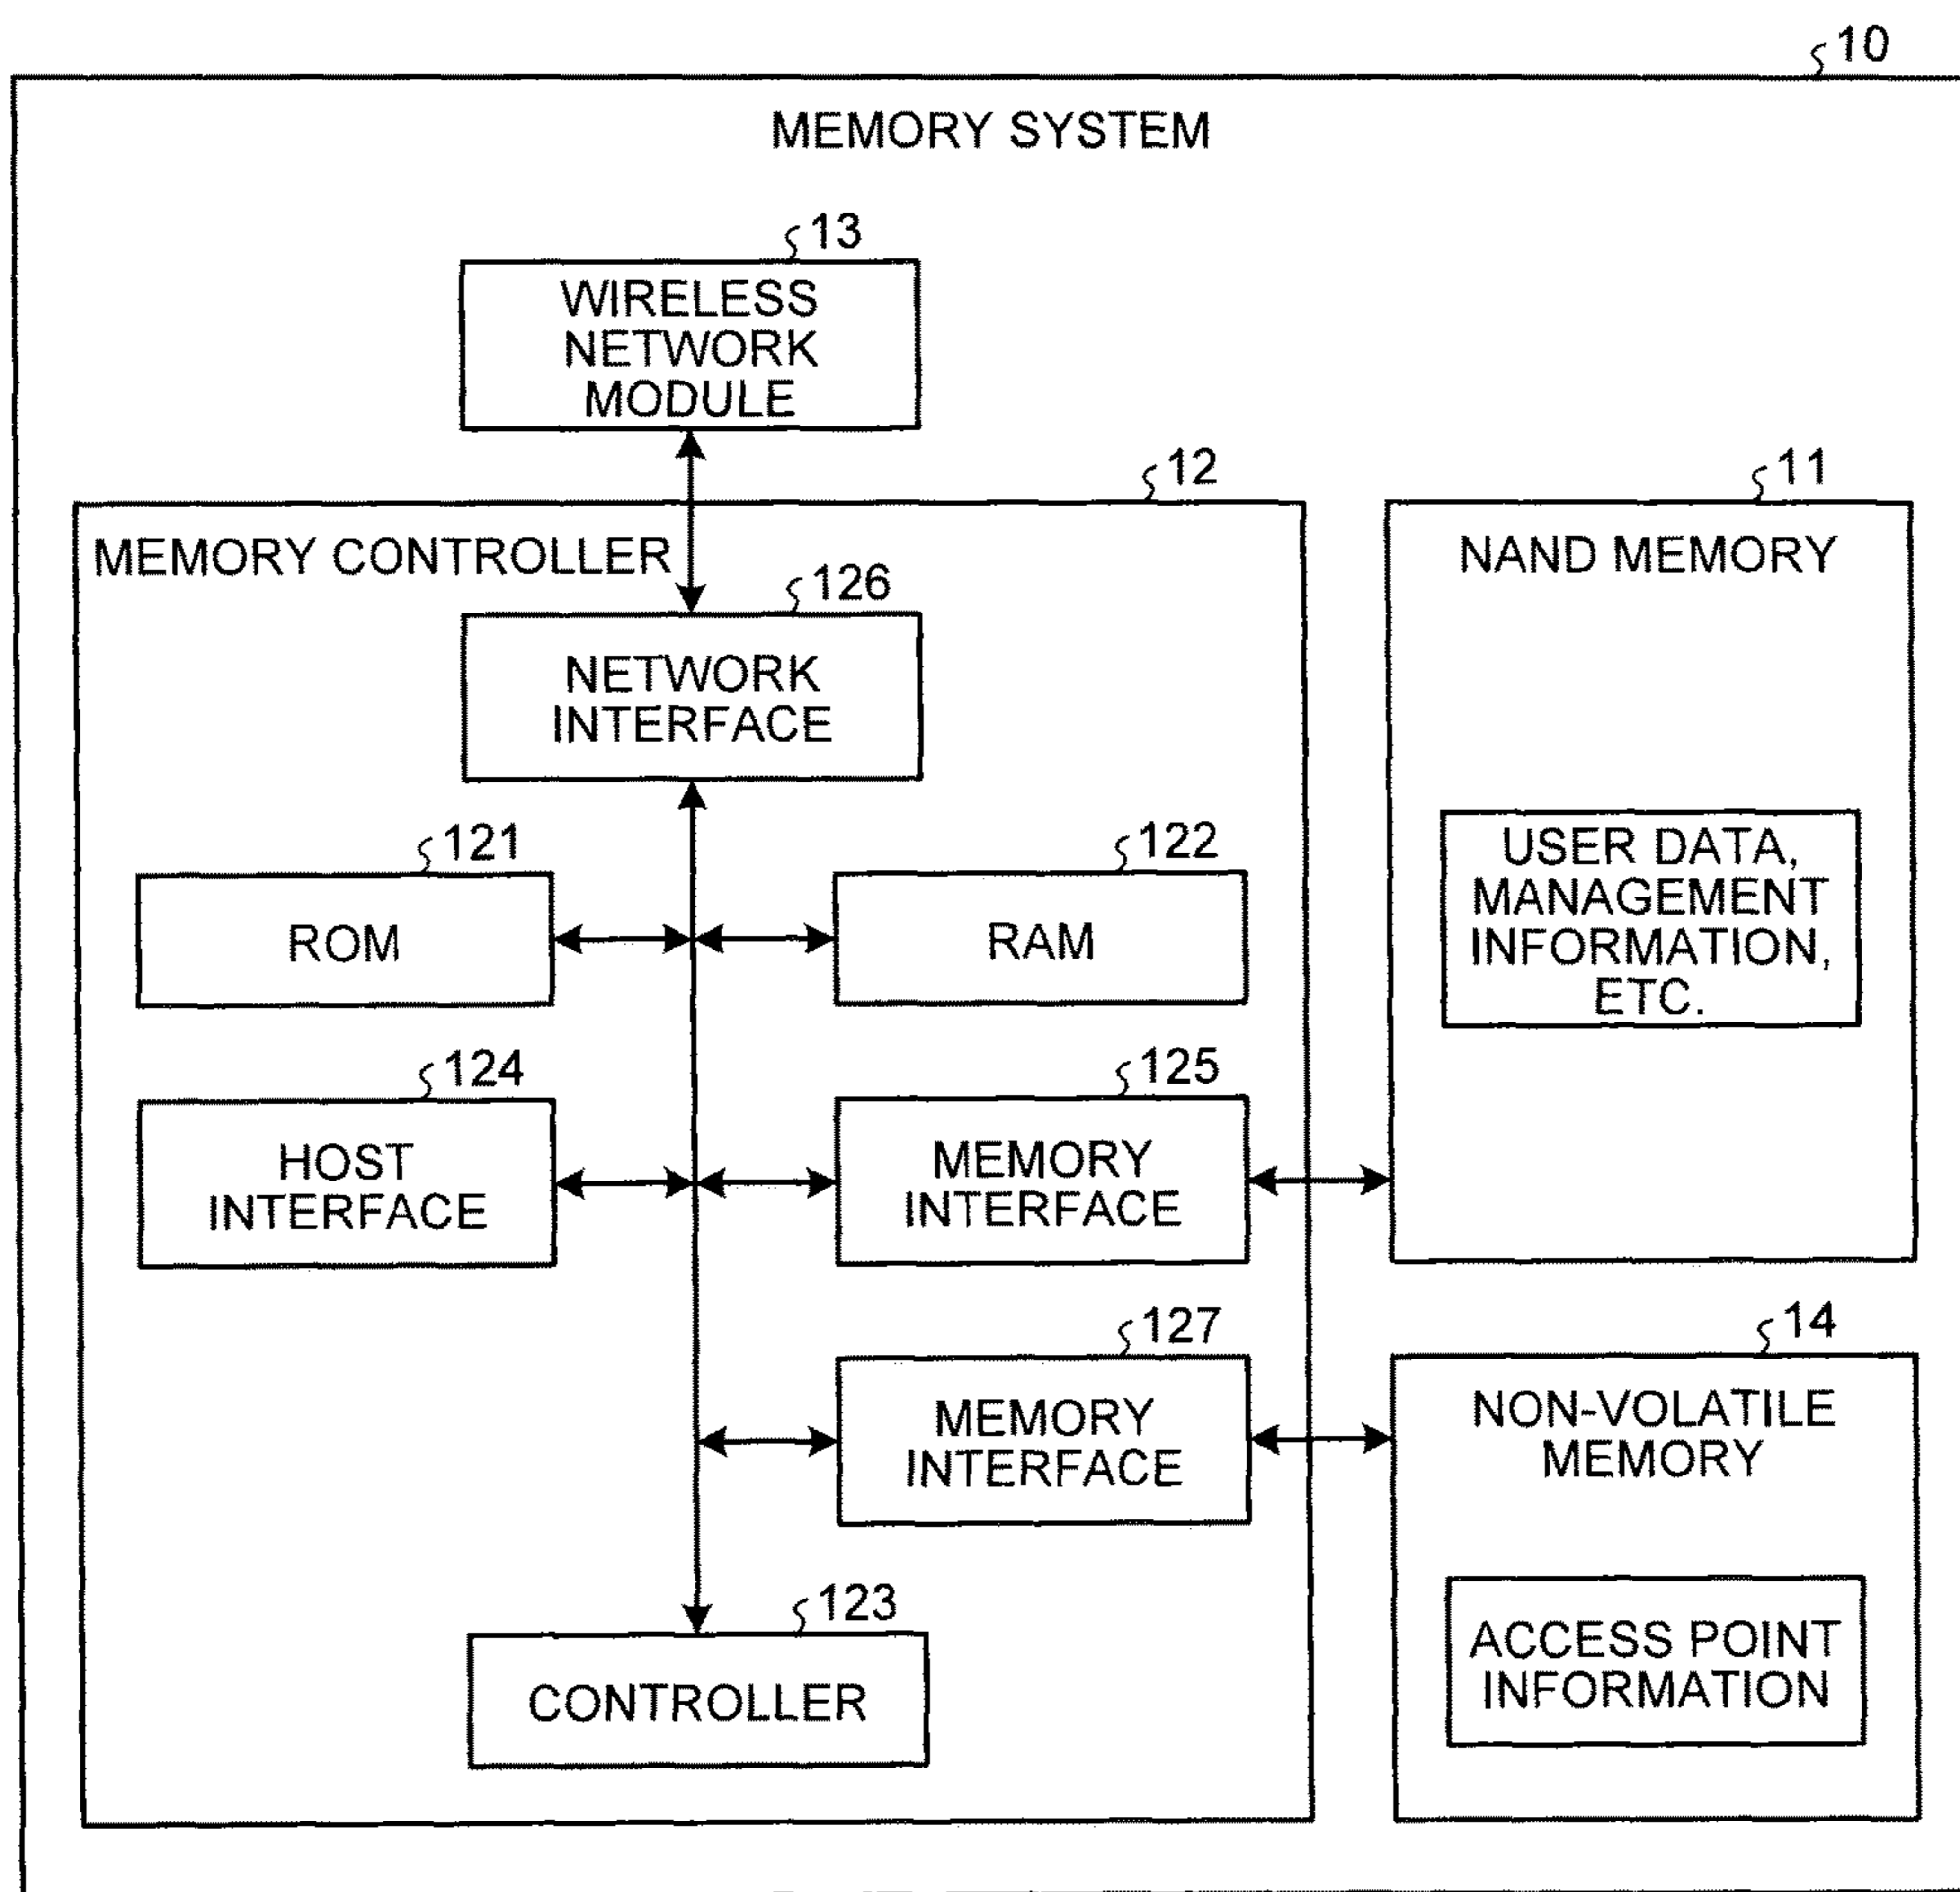 10
MEMORY SYSTEM
13
WIRELESS
NETWORK
MODULE
12
MEMORY CONTROLLER
126
NETWORK
INTERFACE
121
ROM
122
RAM
124
HOST
INTERFACE
125
MEMORY
INTERFACE
127
MEMORY
INTERFACE
123
CONTROLLER
11
NAND MEMORY
USER DATA,
MANAGEMENT
INFORMATION,
ETC.
14
NON-VOLATILE
MEMORY
ACCESS POINT
INFORMATION